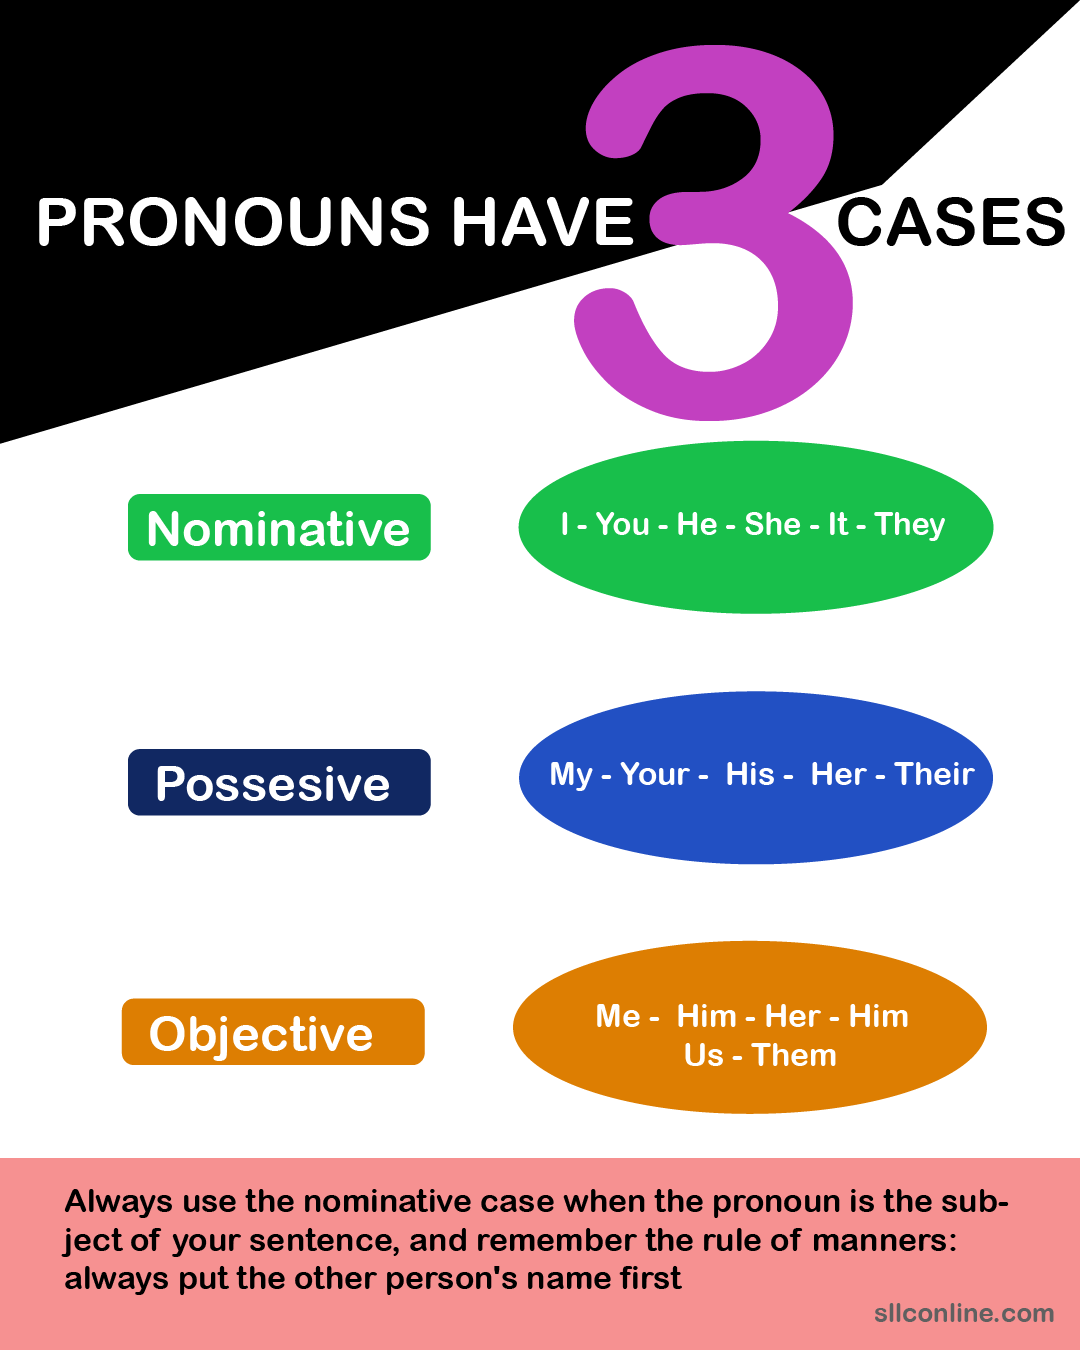 PRONOUNS HAVE 3 CASES
Nominative
I - You - He - She - It - They
Possesive
My - Your - His - Her - Their
Objective
Me - Him - Her - Him
Us - Them
Always use the nominative case when the pronoun is the sub-
ject of your sentence, and remember the rule of manners:
always put the other person's name first
sllconline.com